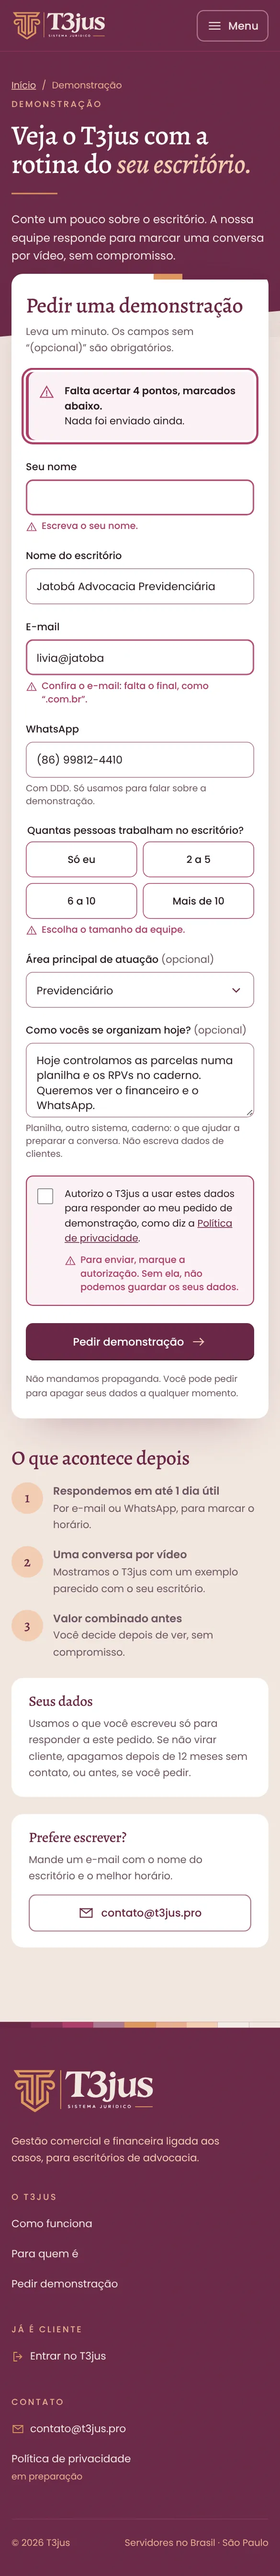 T3jus
SISTEMA JURÍDICO
Menu
Início / Demonstração
DEMONSTRAÇÃO
Veja o T3jus com a
rotina do seu escritório.
Conte um pouco sobre o escritório. A nossa
equipe responde para marcar uma conversa
por vídeo, sem compromisso.
Pedir uma demonstração
Leva um minuto. Os campos sem
“(opcional)” são obrigatórios.
Falta acertar 4 pontos, marcados
abaixo.
Nada foi enviado ainda.
Seu nome
Escreva o seu nome.
Nome do escritório
Jatobá Advocacia Previdenciária
E-mail
livia@jatoba
Confira o e-mail: falta o final, como
“.com.br”.
WhatsApp
(86) 99812-4410
Com DDD. Só usamos para falar sobre a
demonstração.
Quantas pessoas trabalham no escritório?
Só eu
2 a 5
6 a 10
Mais de 10
Escolha o tamanho da equipe.
Área principal de atuação (opcional)
Previdenciário
Como vocês se organizam hoje? (opcional)
Hoje controlamos as parcelas numa
planilha e os RPVs no caderno.
Queremos ver o financeiro e o
WhatsApp.
Planilha, outro sistema, caderno: o que ajudar a
preparar a conversa. Não escreva dados de
clientes.
Autorizo o T3jus a usar estes dados
para responder ao meu pedido de
demonstração, como diz a Política
de privacidade.
Para enviar, marque a
autorização. Sem ela, não
podemos guardar os seus dados.
Pedir demonstração
Não mandamos propaganda. Você pode pedir
para apagar seus dados a qualquer momento.
O que acontece depois
1
Respondemos em até 1 dia útil
Por e-mail ou WhatsApp, para marcar o
horário.
2
Uma conversa por vídeo
Mostramos o T3jus com um exemplo
parecido com o seu escritório.
3
Valor combinado antes
Você decide depois de ver, sem
compromisso.
Seus dados
Usamos o que você escreveu só para
responder a este pedido. Se não virar
cliente, apagamos depois de 12 meses sem
contato, ou antes, se você pedir.
Prefere escrever?
Mande um e-mail com o nome do
escritório e o melhor horário.
contato@t3jus.pro
T3jus
SISTEMA JURÍDICO
Gestão comercial e financeira ligada aos
casos, para escritórios de advocacia.
O T3JUS
Como funciona
Para quem é
Pedir demonstração
JÁ É CLIENTE
Entrar no T3jus
CONTATO
contato@t3jus.pro
Política de privacidade
em preparação
© 2026 T3jus
Servidores no Brasil · São Paulo